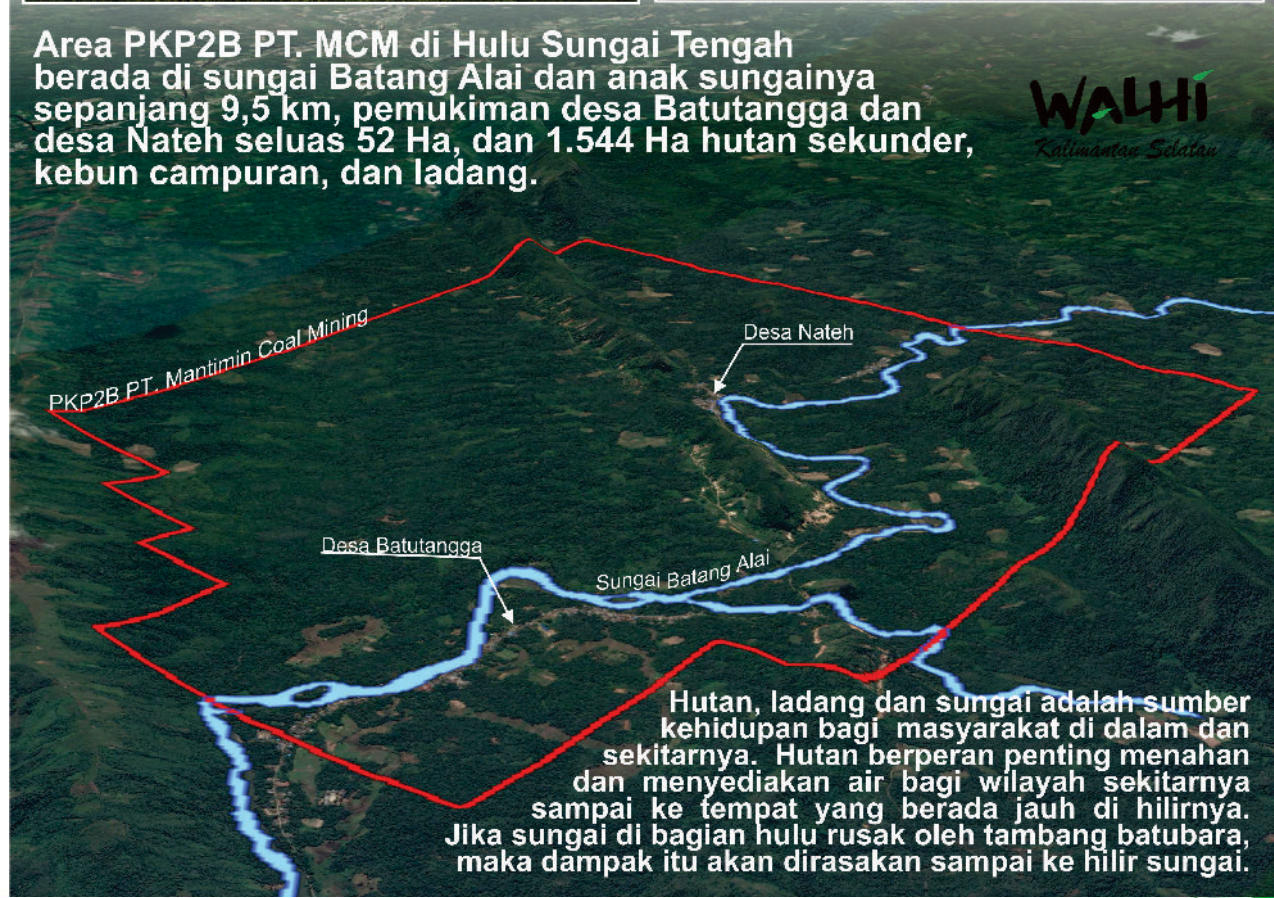 Area PKP2B PT. MCM di Hulu Sungai Tengah
berada di sungai Batang Alai dan anak sungainya
sepanjang 9,5 km, pemukiman desa Batutangga dan
desa Nateh seluas 52 Ha, dan 1.544 Ha hutan sekunder,
kebun campuran, dan ladang.
WALHI
Kalimantan Selatan
PKP2B PT. Mantimin Coal Mining
Desa Nateh
Desa Batutangga
Sungai Batang Alai
Hutan, ladang dan sungai adalah sumber
kehidupan bagi masyarakat di dalam dan
sekitarnya. Hutan berperan penting menahan
dan menyediakan air bagi wilayah sekitarnya
sampai ke tempat yang berada jauh di hilirnya.
Jika sungai di bagian hulu rusak oleh tambang batubara,
maka dampak itu akan dirasakan sampai ke hilir sungai.